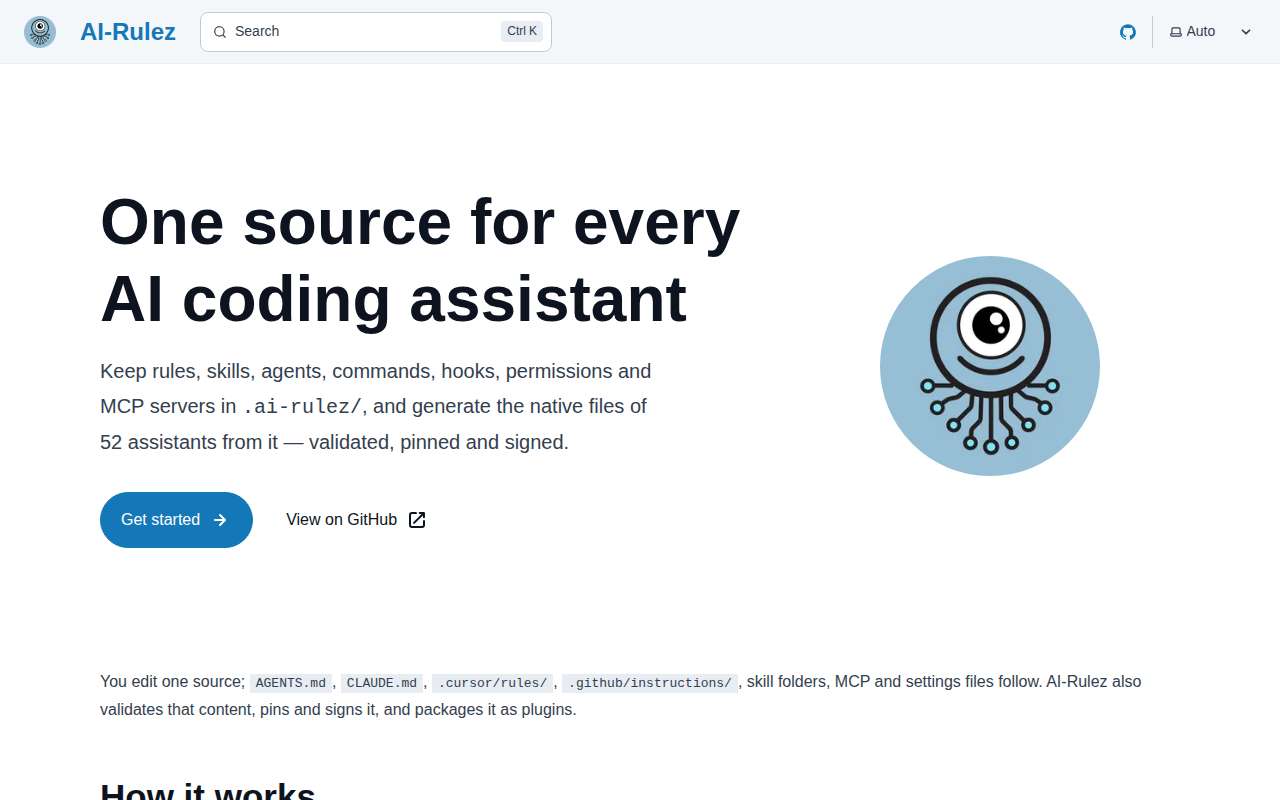 AI-Rulez
Search
Ctrl K
Auto
One source for every
AI coding assistant
Keep rules, skills, agents, commands, hooks, permissions and
MCP servers in .ai-rulez/, and generate the native files of
52 assistants from it — validated, pinned and signed.
Get started
View on GitHub
You edit one source; AGENTS.md, CLAUDE.md, .cursor/rules/, .github/instructions/, skill folders, MCP and settings files follow. AI-Rulez also
validates that content, pins and signs it, and packages it as plugins.
How it works